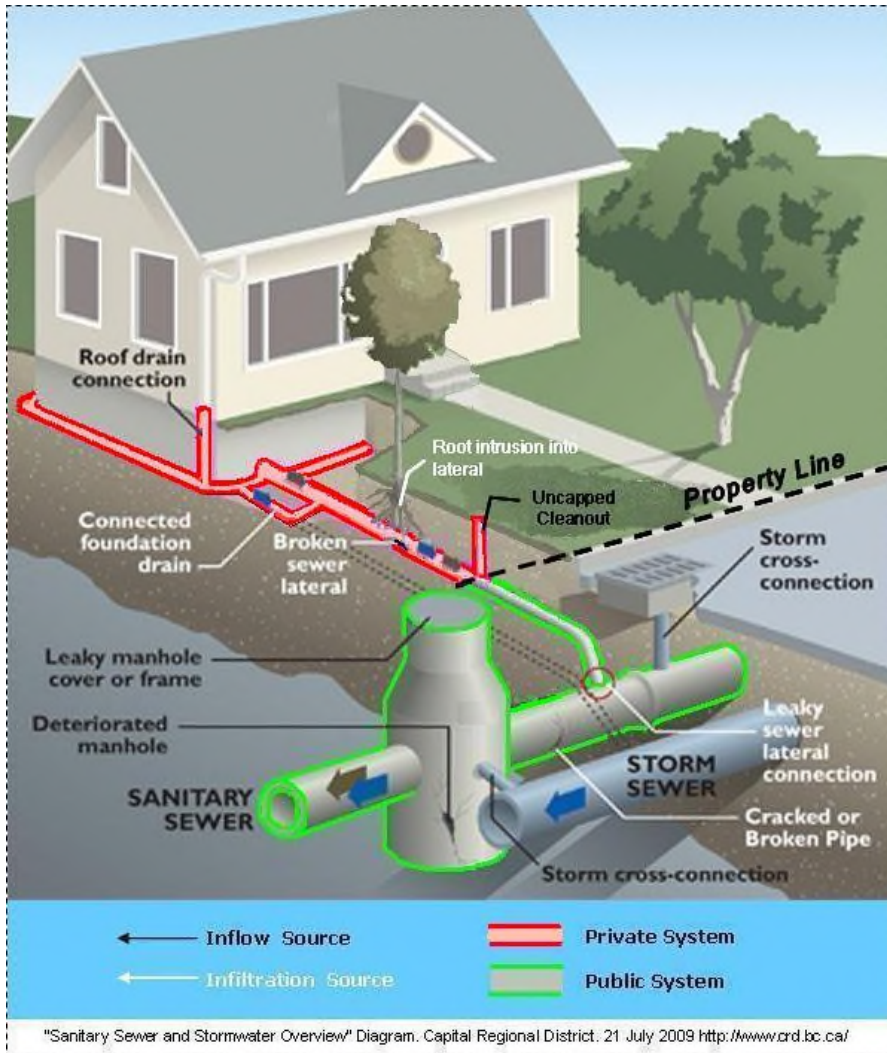 Roof drain
connection
Root intrusion into
lateral
Uncapped
Cleanout
Property Line
Connected
foundation
drain
Broken
sewer
lateral
Storm
cross-
connection
Leaky manhole
cover or frame
Deteriorated
manhole
SANITARY
SEWER
STORM
SEWER
Leaky
sewer
lateral
connection
Cracked or
Broken Pipe
Storm cross-connection
Inflow Source
Private System
Infiltration Source
Public System
"Sanitary Sewer and Stormwater Overview" Diagram. Capital Regional District. 21 July 2009 http://www.crd.bc.ca/